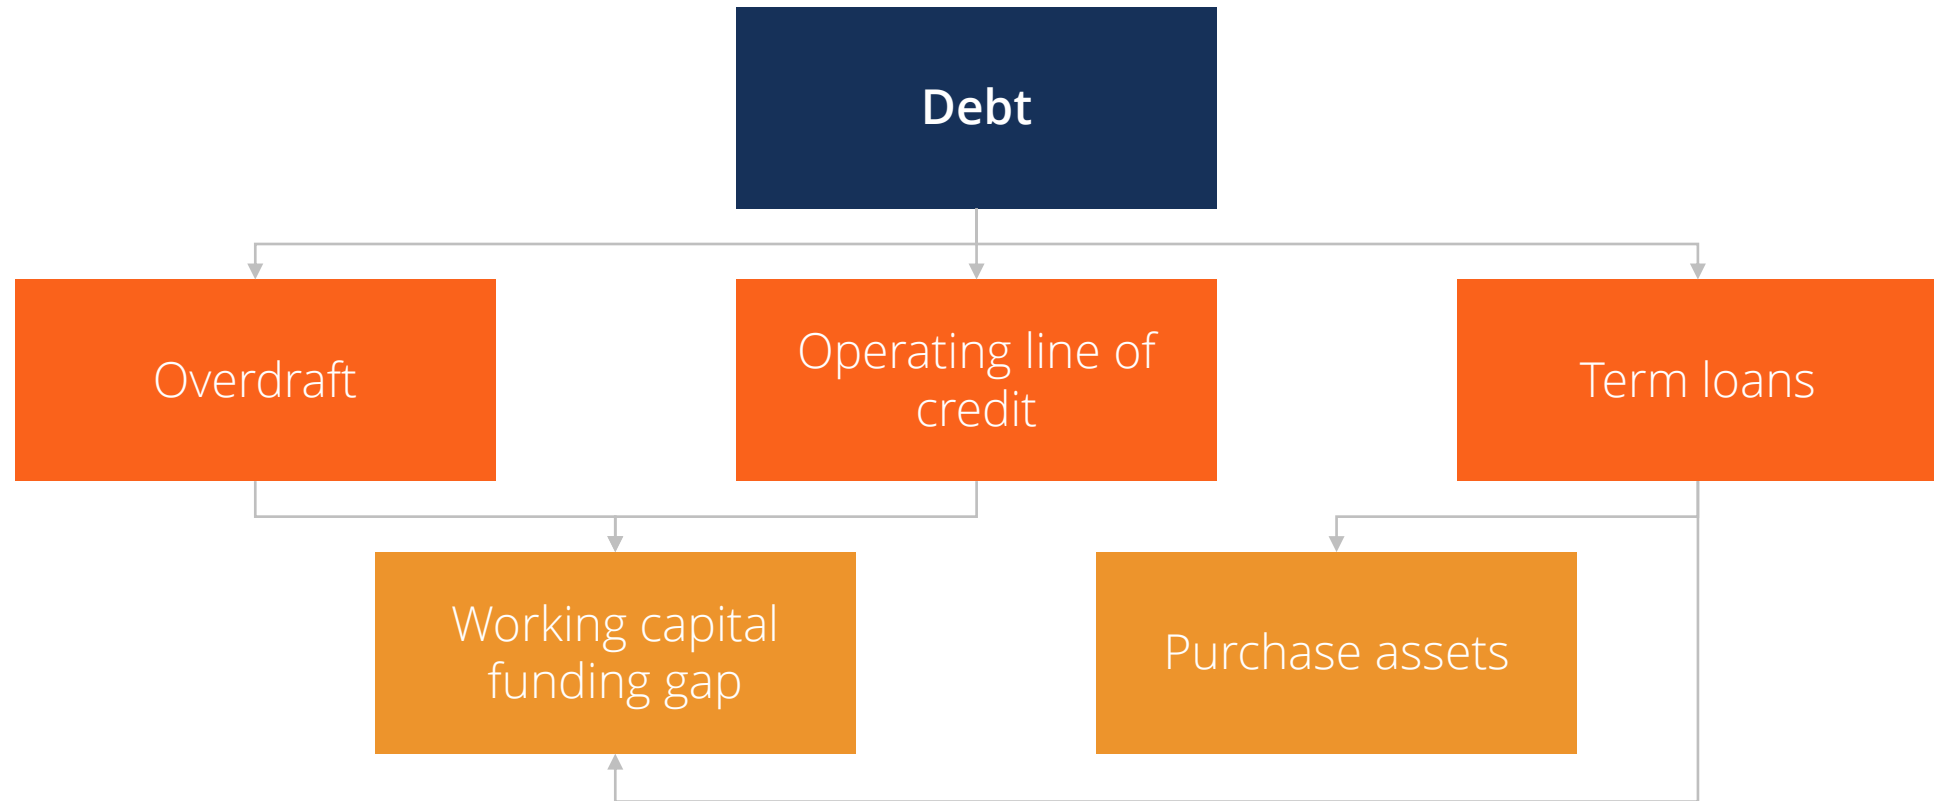 Debt
Overdraft
Operating line of
credit
Term loans
Working capital
funding gap
Purchase assets